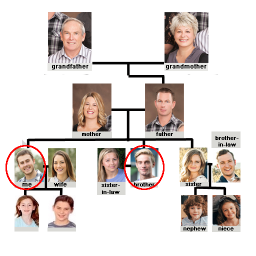 grandfather
grandmother
mother
father
brother-
in-law
me
wife
sister-
in-law
brother
sister
nephew
niece